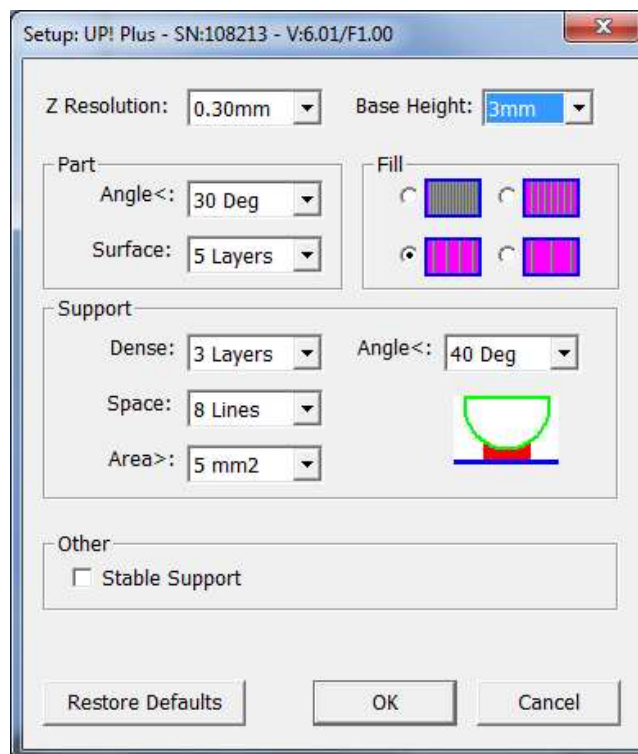 Setup: UP! Plus - SN:108213 - V:6.01/F1.00
Z Resolution: 0.30mm Base Height: 3mm
Part Fill
Angle<: 30 Deg
Surface: 5 Layers
Support
Dense: 3 Layers Angle<: 40 Deg
Space: 8 Lines
Area>: 5 mm2
Other
Stable Support
Restore Defaults OK Cancel